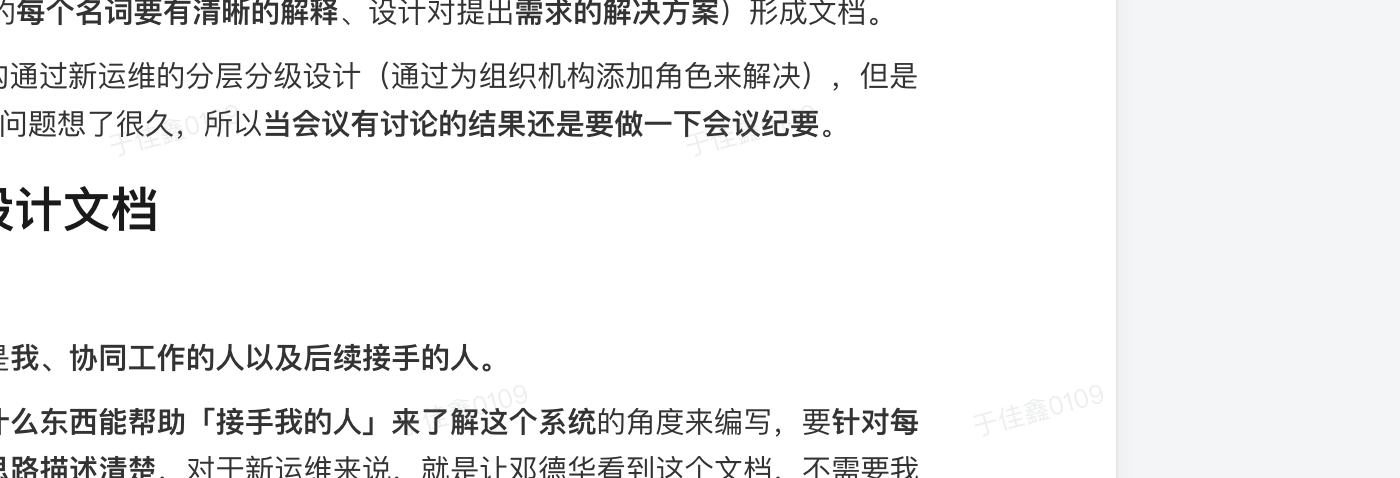 每个名词要有清晰的解释、设计对提出需求的解决方案）形成文档。
通过新运维的分层分级设计（通过为组织机构添加角色来解决），但是
问题想了很久，所以当会议有讨论的结果还是要做一下会议纪要。
于佳鑫0109
于佳鑫0109
设计文档
是我、协同工作的人以及后续接手的人。
什么东西能帮助「接手我的人」来了解这个系统的角度来编写，要针对每
于佳鑫0109
于佳鑫0109
思路描述清楚，对于新运维来说，就是让邓德华看到这个文档，不需要我